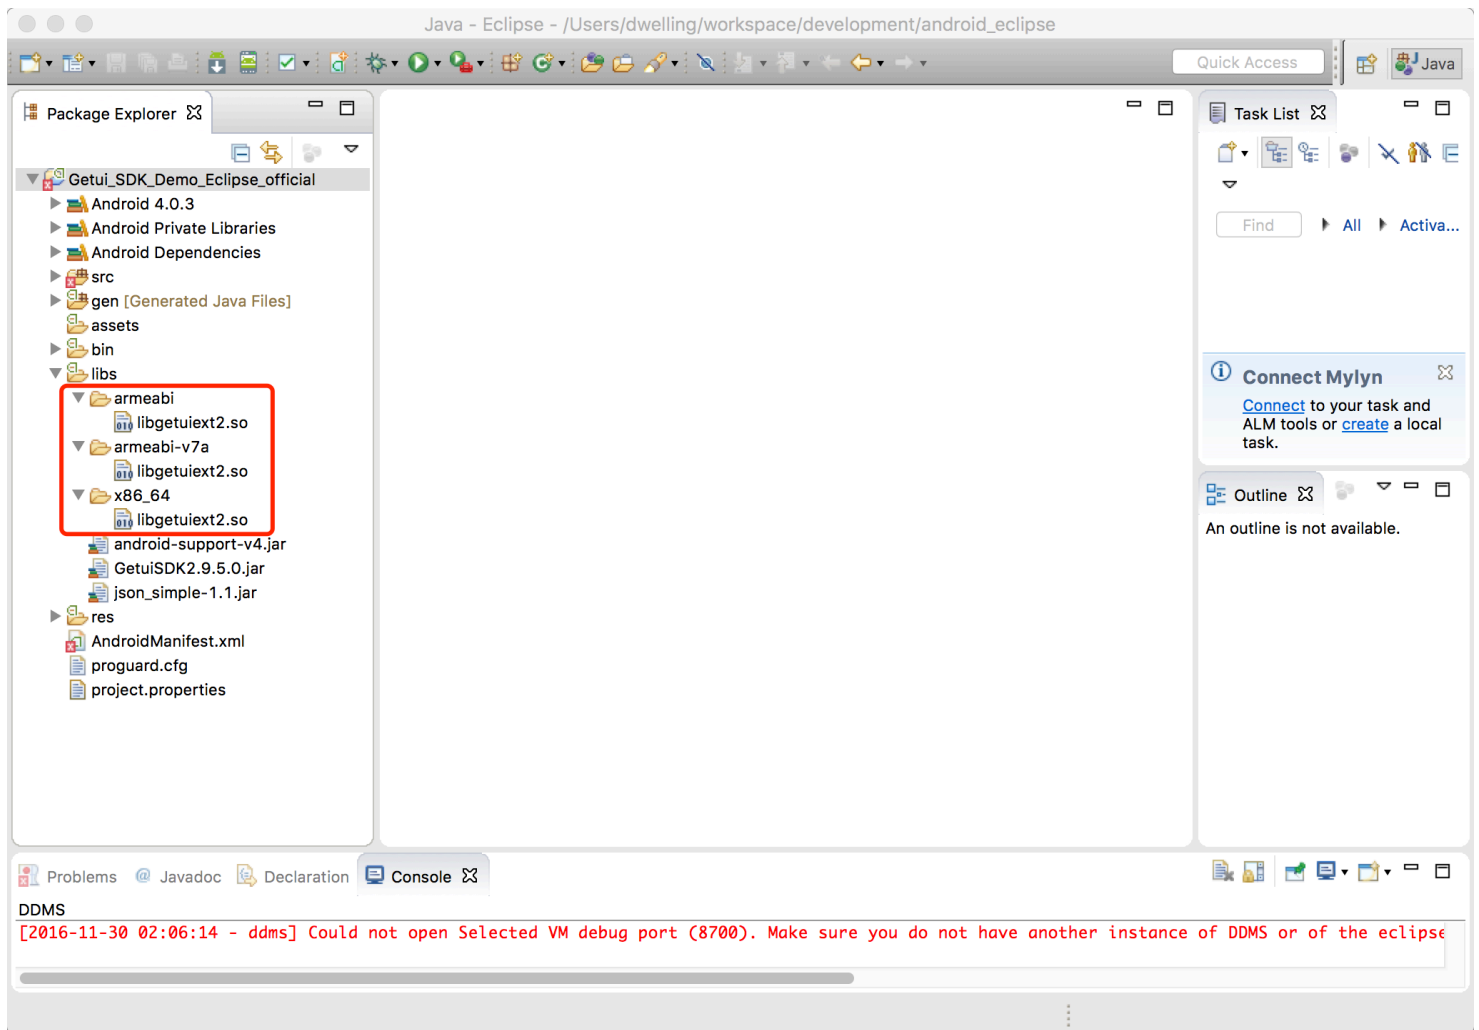 Java - Eclipse - /Users/dwelling/workspace/development/android_eclipse
Quick Access
Java
Package Explorer
Getui_SDK_Demo_Eclipse_official
Android 4.0.3
Android Private Libraries
Android Dependencies
src
gen [Generated Java Files]
assets
bin
libs
armeabi
libgetuiext2.so
armeabi-v7a
libgetuiext2.so
x86_64
libgetuiext2.so
android-support-v4.jar
GetuiSDK2.9.5.0.jar
json_simple-1.1.jar
res
AndroidManifest.xml
proguard.cfg
project.properties
Task List
Find
All
Activa...
Connect Mylyn
Connect to your task and
ALM tools or create a local
task.
Outline
An outline is not available.
Problems
@ Javadoc
Declaration
Console
DDMS
[2016-11-30 02:06:14 - ddms] Could not open Selected VM debug port (8700). Make sure you do not have another instance of DDMS or of the eclipse